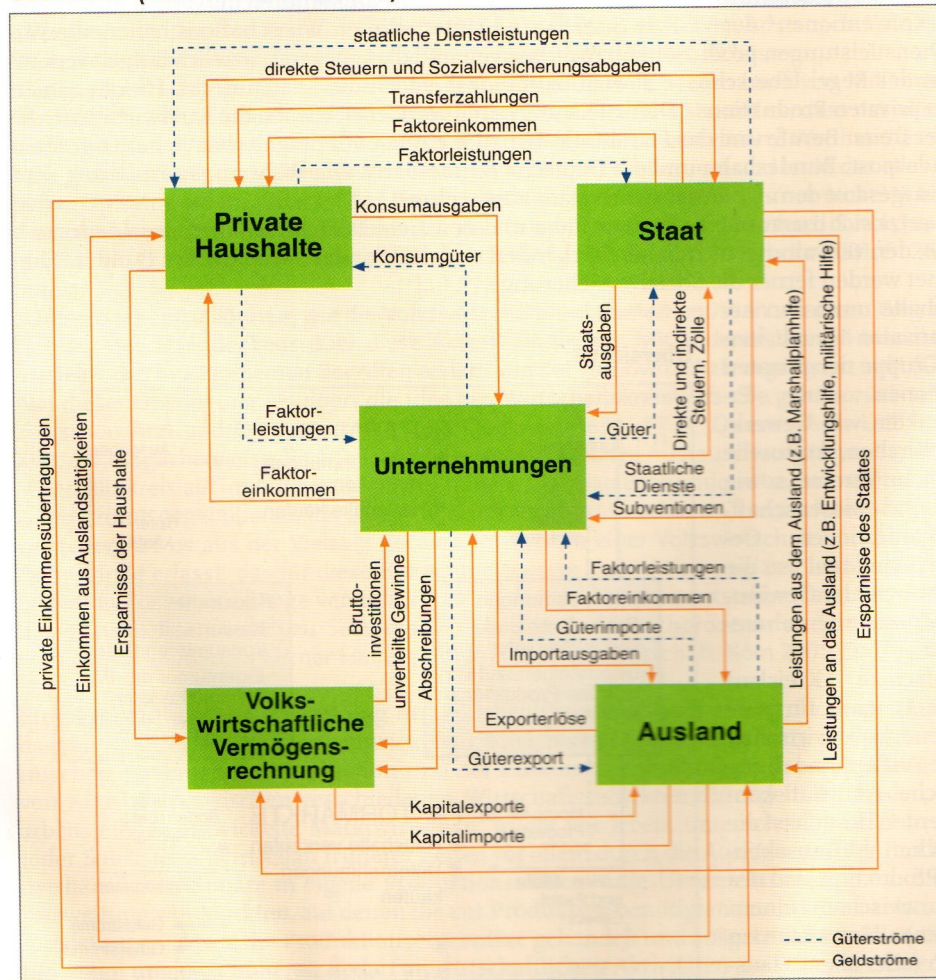 staatliche Dienstleistungen
direkte Steuern und Sozialversicherungsabgaben
Transferzahlungen
Faktoreinkommen
Faktorleistungen
Private
Haushalte
Konsumausgaben
Konsumgüter
Staat
Staats-
ausgaben
Güter
Direkte und indirekte
Steuern, Zölle
Staatliche
Dienste
Subventionen
Faktor-
leistungen
Faktor-
einkommen
Unternehmungen
private Einkommensübertragungen
Einkommen aus Auslandstätigkeiten
Ersparnisse der Haushalte
Leistungen aus dem Ausland (z.B. Marshallplanhilfe)
Leistungen an das Ausland (z.B. Entwicklungshilfe, militärische Hilfe)
Ersparnisse des Staates
Brutto-
investitionen
unverteilte Gewinne
Abschreibungen
Faktorleistungen
Faktoreinkommen
Güterimporte
Importausgaben
Exporterlöse
Güterexport
Volks-
wirtschaftliche
Vermögens-
rechnung
Ausland
Kapitalexporte
Kapitalimporte
Güterströme
Geldströme